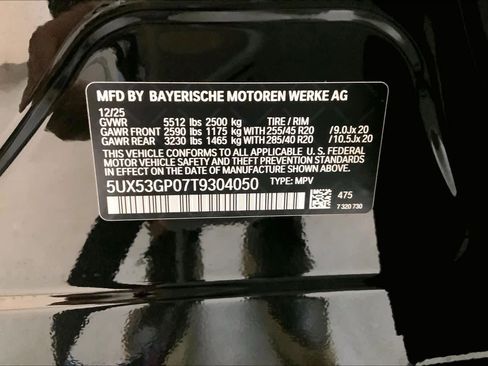 MFD BY BAYERISCHE MOTOREN WERKE AG
12/25
GVWR 5512 lbs 2500 kg TIRE / RIM
GAWR FRONT 2590 lbs 1175 kg WITH 255/45 R20 /9.0Jx 20
GAWR REAR 3230 lbs 1465 kg WITH 285/40 R20 /10.5Jx 20
THIS VEHICLE CONFORMS TO ALL APPLICABLE U.S. FEDERAL
MOTOR VEHICLE SAFETY AND THEFT PREVENTION STANDARDS
IN EFFECT ON THE DATE OF MANUFACTURE SHOWN ABOVE.
5UX53GP07T9304050 TYPE: MPV
475
7 320 730